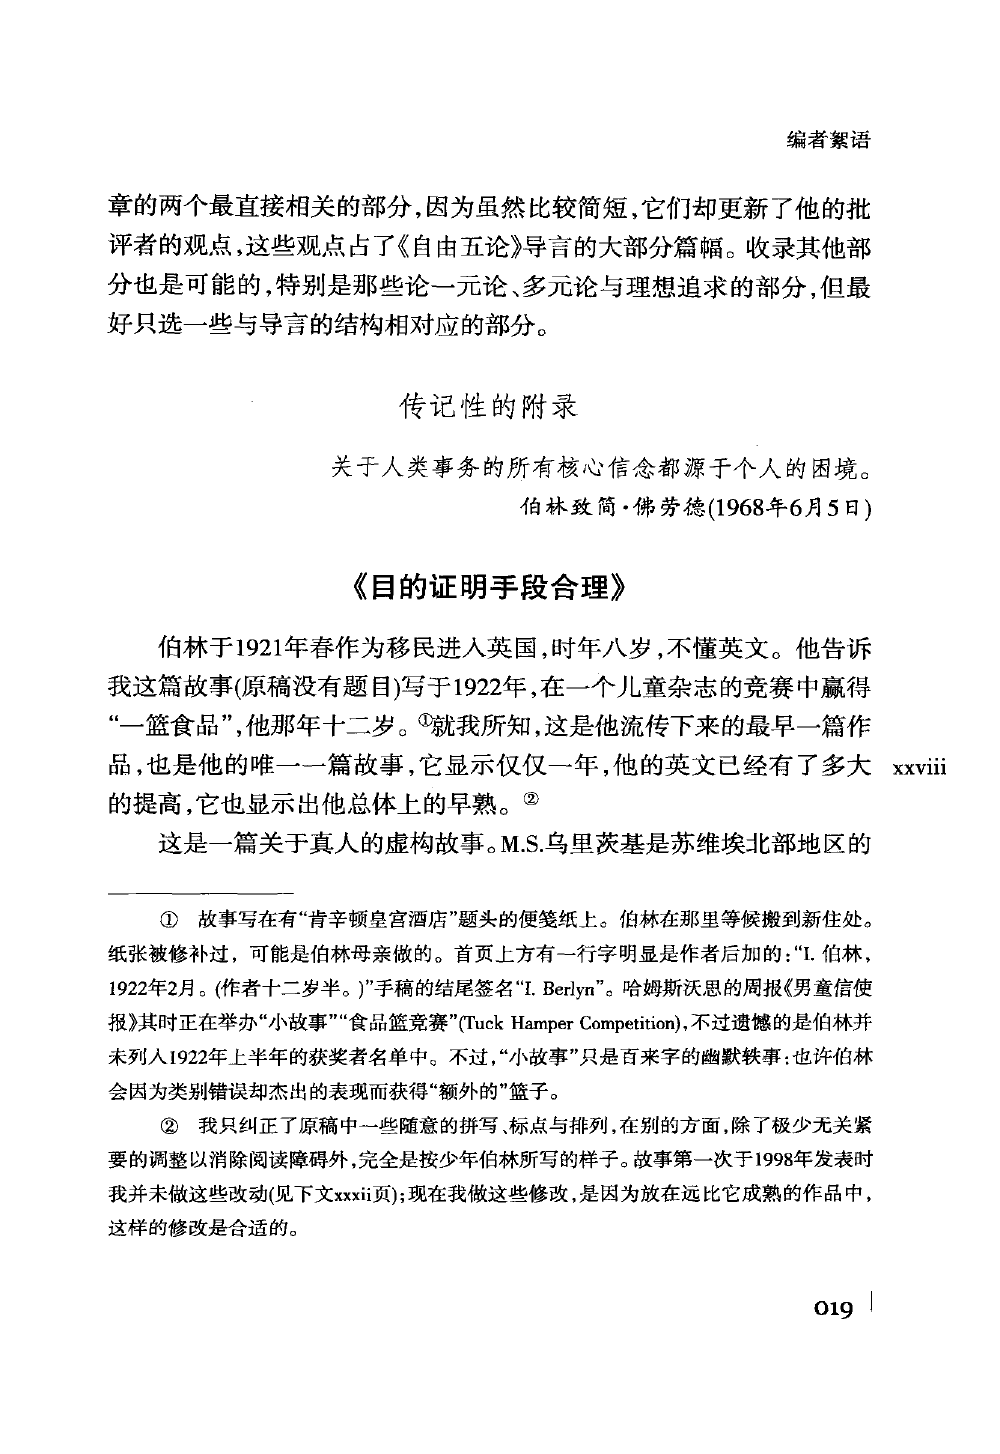 编者絮语
章的两个最直接相关的部分,因为虽然比较简短,它们却更新了他的批
评者的观点,这些观点占了《自由五论》导言的大部分篇幅。收录其他部
分也是可能的,特别是那些论一元论、多元论与理想追求的部分,但最
好只选一些与导言的结构相对应的部分。
传记性的附录
关于人类事务的所有核心信念都源于个人的困境。
伯林致简·佛劳德(1968年6月5日)
《目的证明手段合理》
伯林于1921年春作为移民进入英国,时年八岁,不懂英文。他告诉
我这篇故事(原稿没有题目)写于1922年,在一个儿童杂志的竞赛中赢得
“一篮食品”,他那年十二岁。①就我所知,这是他流传下来的最早一篇作
品,也是他的唯一一篇故事,它显示仅仅一年,他的英文已经有了多大 xxviii
的提高,它也显示出他总体上的早熟。②
这是一篇关于真人的虚构故事。M.S.乌里茨基是苏维埃北部地区的
① 故事写在有“肯辛顿皇宫酒店”题头的便笺纸上。伯林在那里等候搬到新住处。
纸张被修补过,可能是伯林母亲做的。首页上方有一行字明显是作者后加的:“I. 伯林,
1922年2月。(作者十二岁半。)”手稿的结尾签名“I. Berlyn”。哈姆斯沃思的周报《男童信使
报》其时正在举办“小故事”“食品篮竞赛”(Tuck Hamper Competition),不过遗憾的是伯林并
未列入1922年上半年的获奖者名单中。不过,“小故事”只是百来字的幽默轶事;也许伯林
会因为类别错误却杰出的表现而获得“额外的”篮子。
② 我只纠正了原稿中一些随意的拼写、标点与排列,在别的方面,除了极少无关紧
要的调整以消除阅读障碍外,完全是按少年伯林所写的样子。故事第一次于1998年发表时
我并未做这些改动(见下文xxxii页);现在我做这些修改,是因为放在远比它成熟的作品中,
这样的修改是合适的。
019